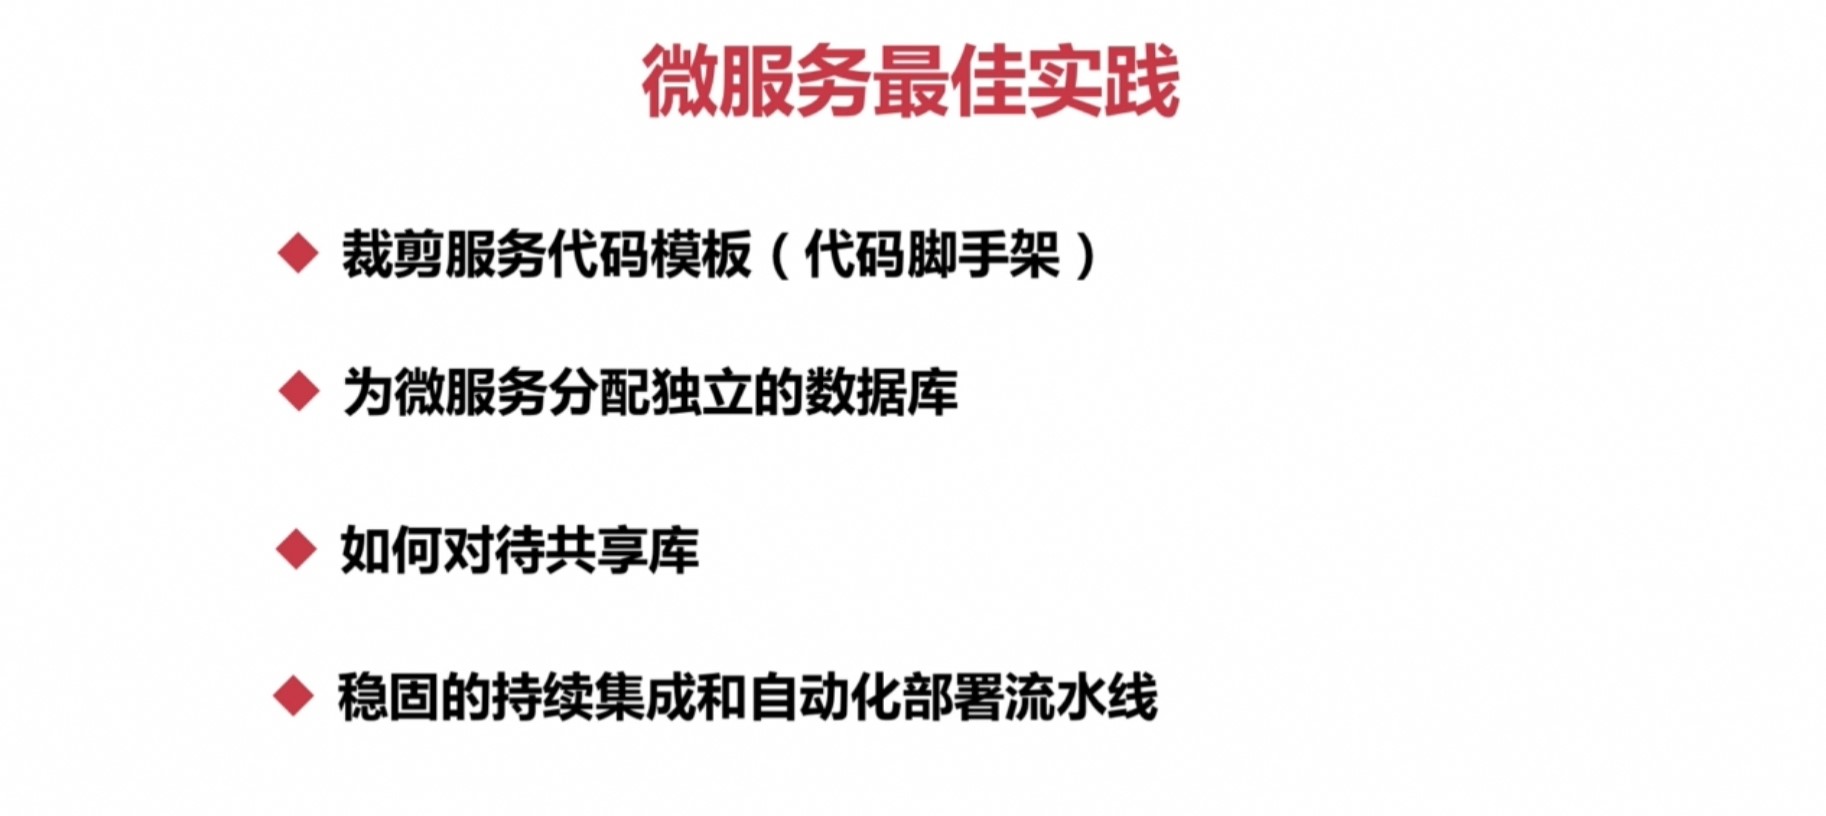 微服务最佳实践
裁剪服务代码模板（代码脚手架）
为微服务分配独立的数据库
如何对待共享库
稳固的持续集成和自动化部署流水线